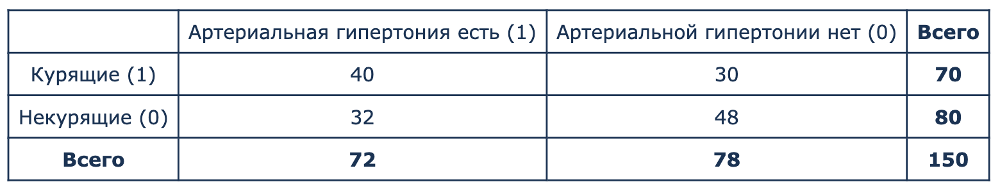 Артериальная гипертония есть (1) Артериальной гипертонии нет (0) Всего
Курящие (1) 40 30 70
Некурящие (0) 32 48 80
Всего 72 78 150